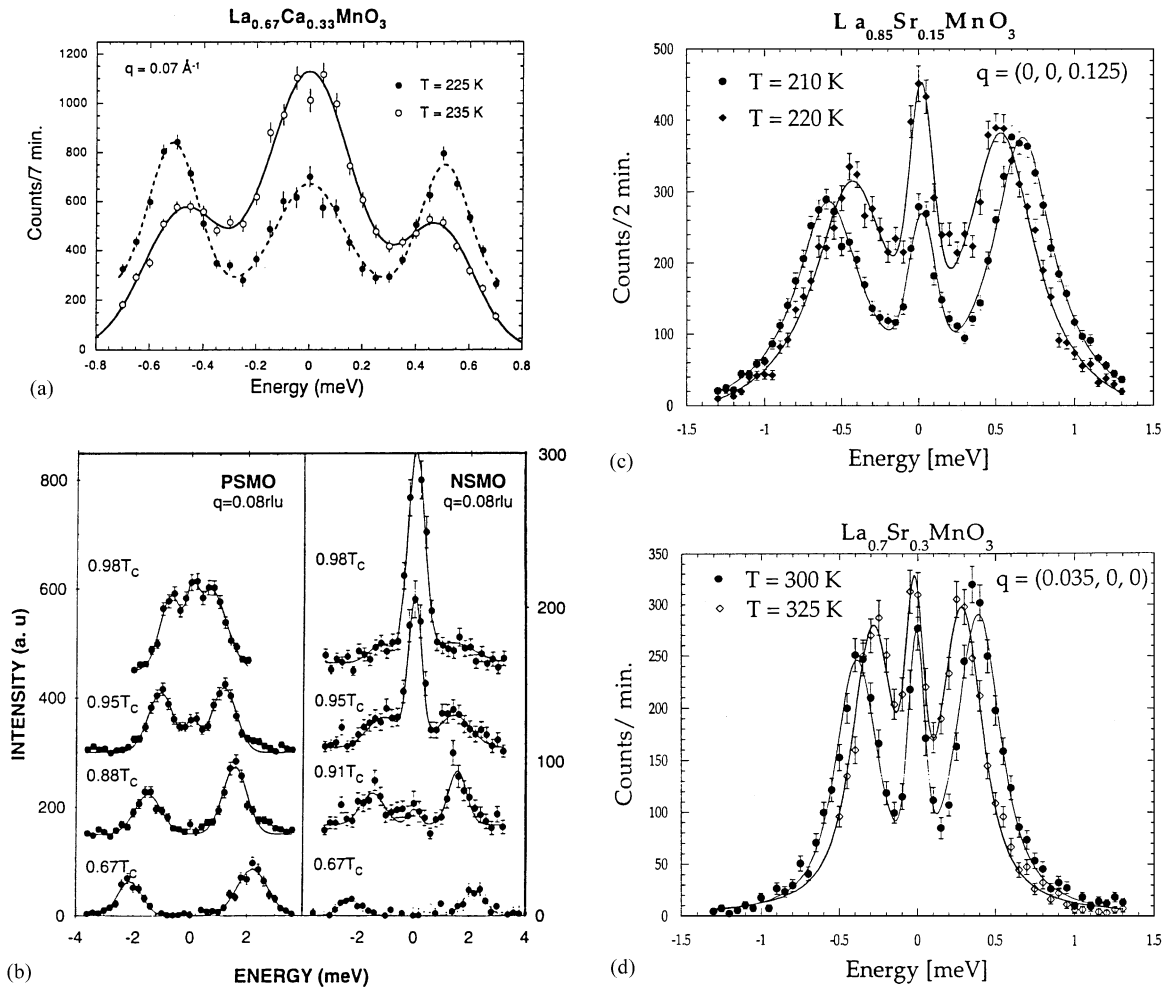 La0.67Ca0.33MnO3
q = 0.07 Å-1
T = 225 K
T = 235 K
Counts/7 min.
1200
1000
800
600
400
200
0
-0.8 -0.6 -0.4 -0.2 0 0.2 0.4 0.6 0.8
Energy (meV)
(a)
La0.85Sr0.15MnO3
q = (0, 0, 0.125)
T = 210 K
T = 220 K
Counts/2 min.
500
400
300
200
100
0
-1.5 -1 -0.5 0 0.5 1 1.5
Energy [meV]
(c)
PSMO
q=0.08rlu
0.98TC
0.95TC
0.88TC
0.67TC
NSMO
q=0.08rlu
0.98TC
0.95TC
0.91TC
0.67TC
INTENSITY (a. u)
800
600
400
200
0
300
200
100
0
-4 -2 0 2 -2 0 2 4
ENERGY (meV)
(b)
La0.7Sr0.3MnO3
q = (0.035, 0, 0)
T = 300 K
T = 325 K
Counts/ min.
350
300
250
200
150
100
50
0
-1.5 -1 -0.5 0 0.5 1 1.5
Energy [meV]
(d)